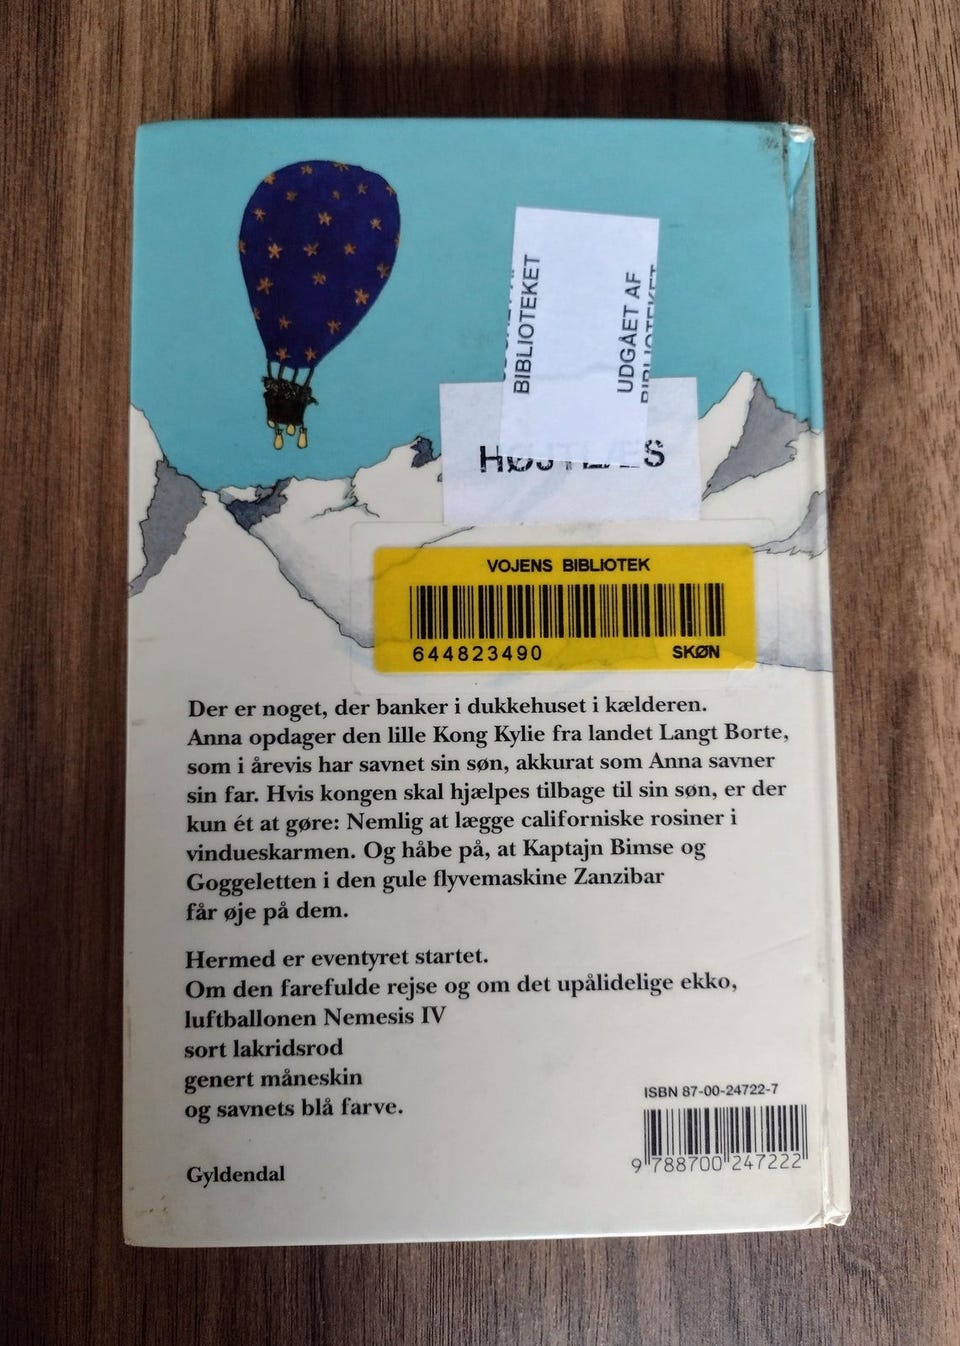 BIBLIOTEKET
UDGÅET AF
BIBLIOTEKET
HØJTLÆS
VOJENS BIBLIOTEK
644823490
SKØN
Der er noget, der banker i dukkehuset i kælderen.
Anna opdager den lille Kong Kylie fra landet Langt Borte,
som i årevis har savnet sin søn, akkurat som Anna savner
sin far. Hvis kongen skal hjælpes tilbage til sin søn, er der
kun ét at gøre: Nemlig at lægge californiske rosiner i
vindueskarmen. Og håbe på, at Kaptajn Bimse og
Goggeletten i den gule flyvemaskine Zanzibar
får øje på dem.
Hermed er eventyret startet.
Om den farefulde rejse og om det upålidelige ekko,
luftballonen Nemesis IV
sort lakridsrod
genert måneskin
og savnets blå farve.
Gyldendal
ISBN 87-00-24722-7
9 788700 247222